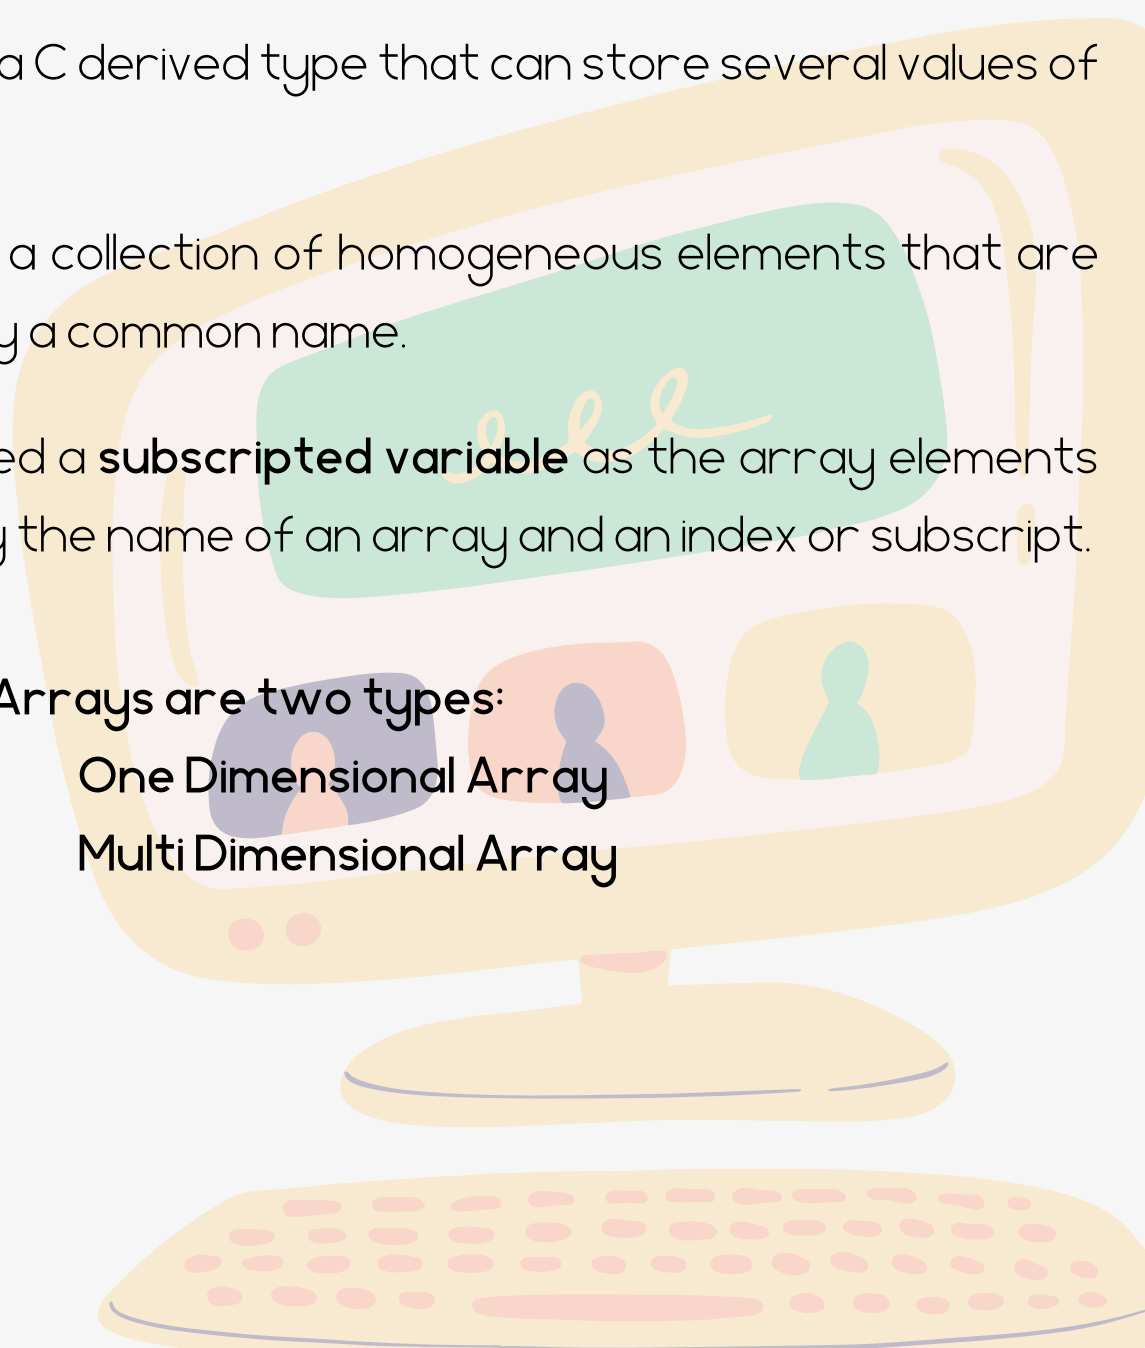 a C derived type that can store several values of
a collection of homogeneous elements that are
y a common name.
ed a subscripted variable as the array elements
y the name of an array and an index or subscript.
Arrays are two types:
One Dimensional Array
Multi Dimensional Array